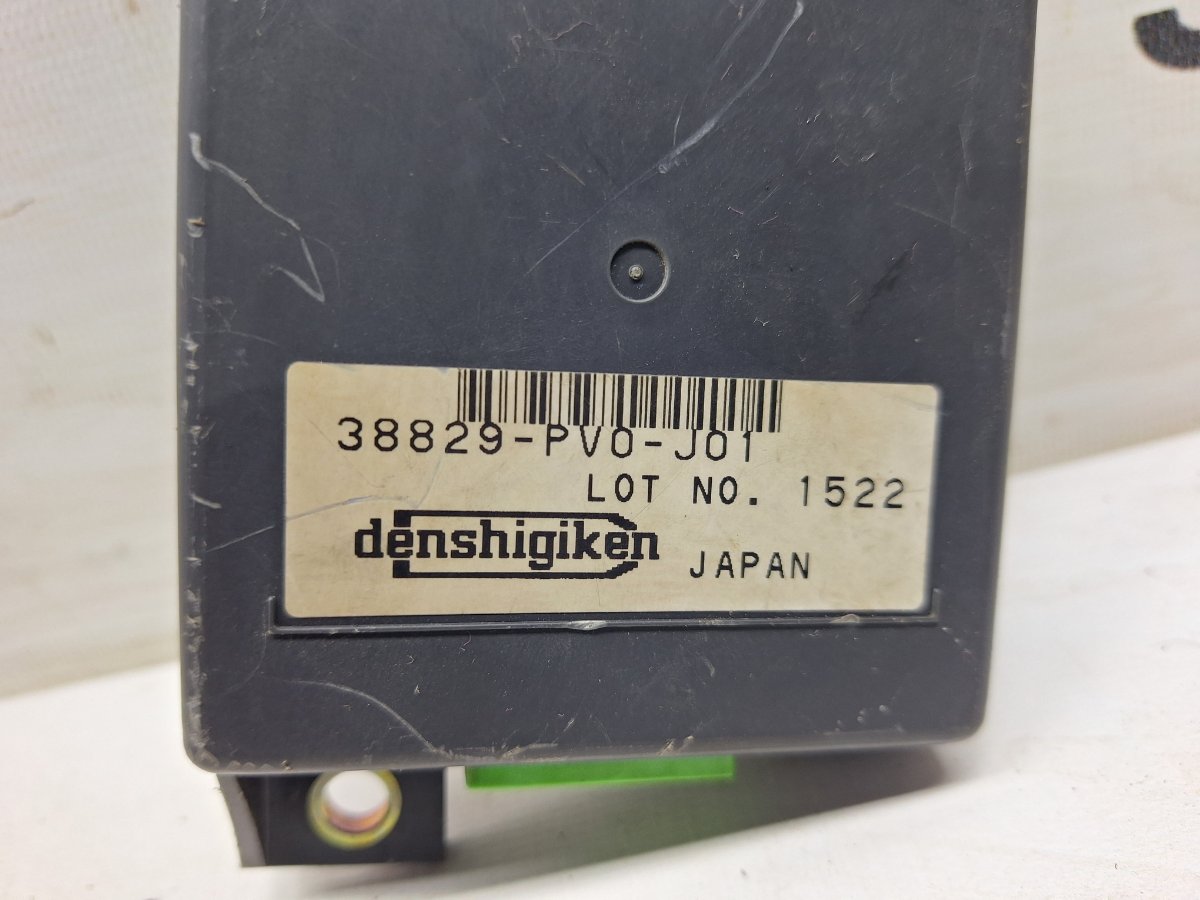 38829-PV0-J01
LOT NO. 1522
denshigiken JAPAN